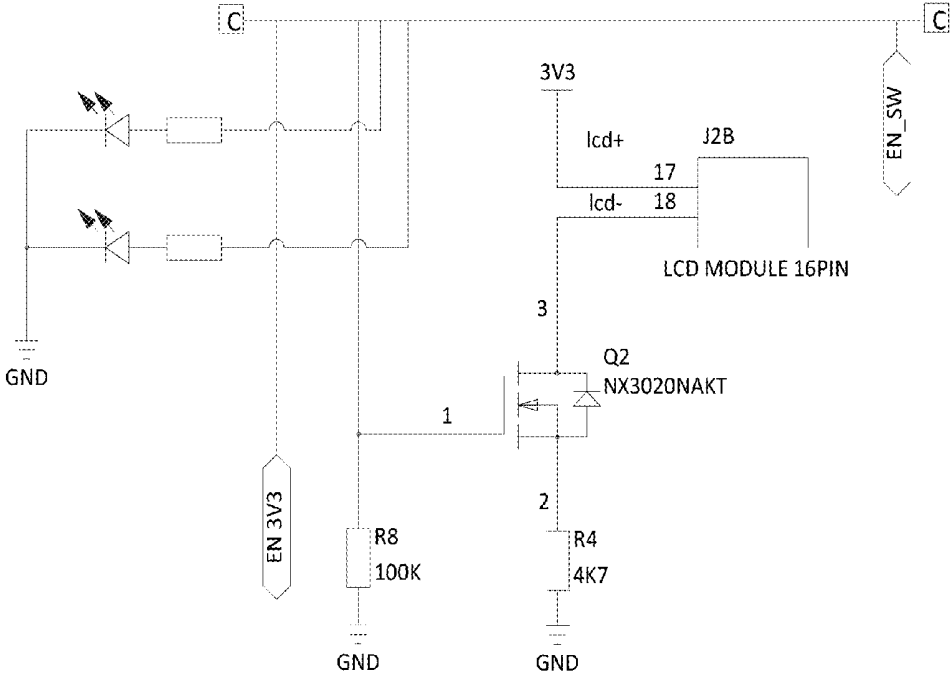 C
C
3V3
EN_SW
lcd+
J2B
17
lcd-
18
LCD MODULE 16PIN
3
GND
Q2
NX3020NAKT
1
EN 3V3
2
R8
100K
R4
4K7
GND
GND